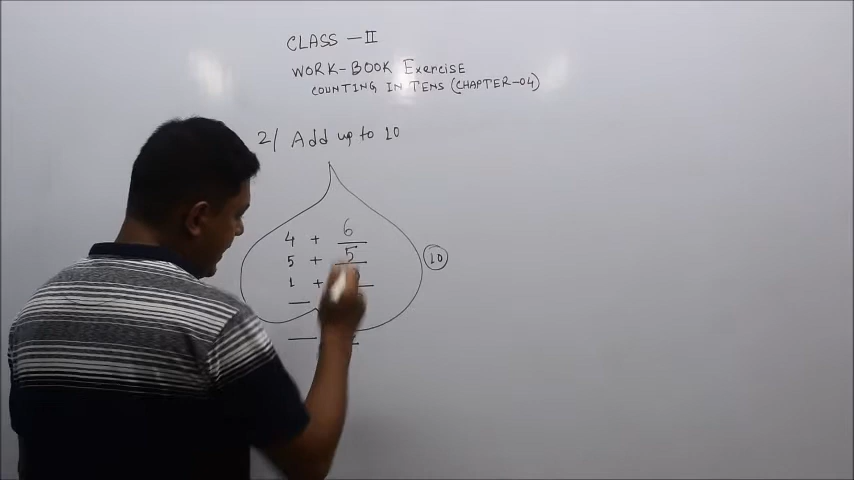 CLASS - II
WORK-BOOK Exercise
COUNTING IN TENS (CHAPTER-04)
2/ Add up to 10
4 + 6
5 + 5
10
1 +